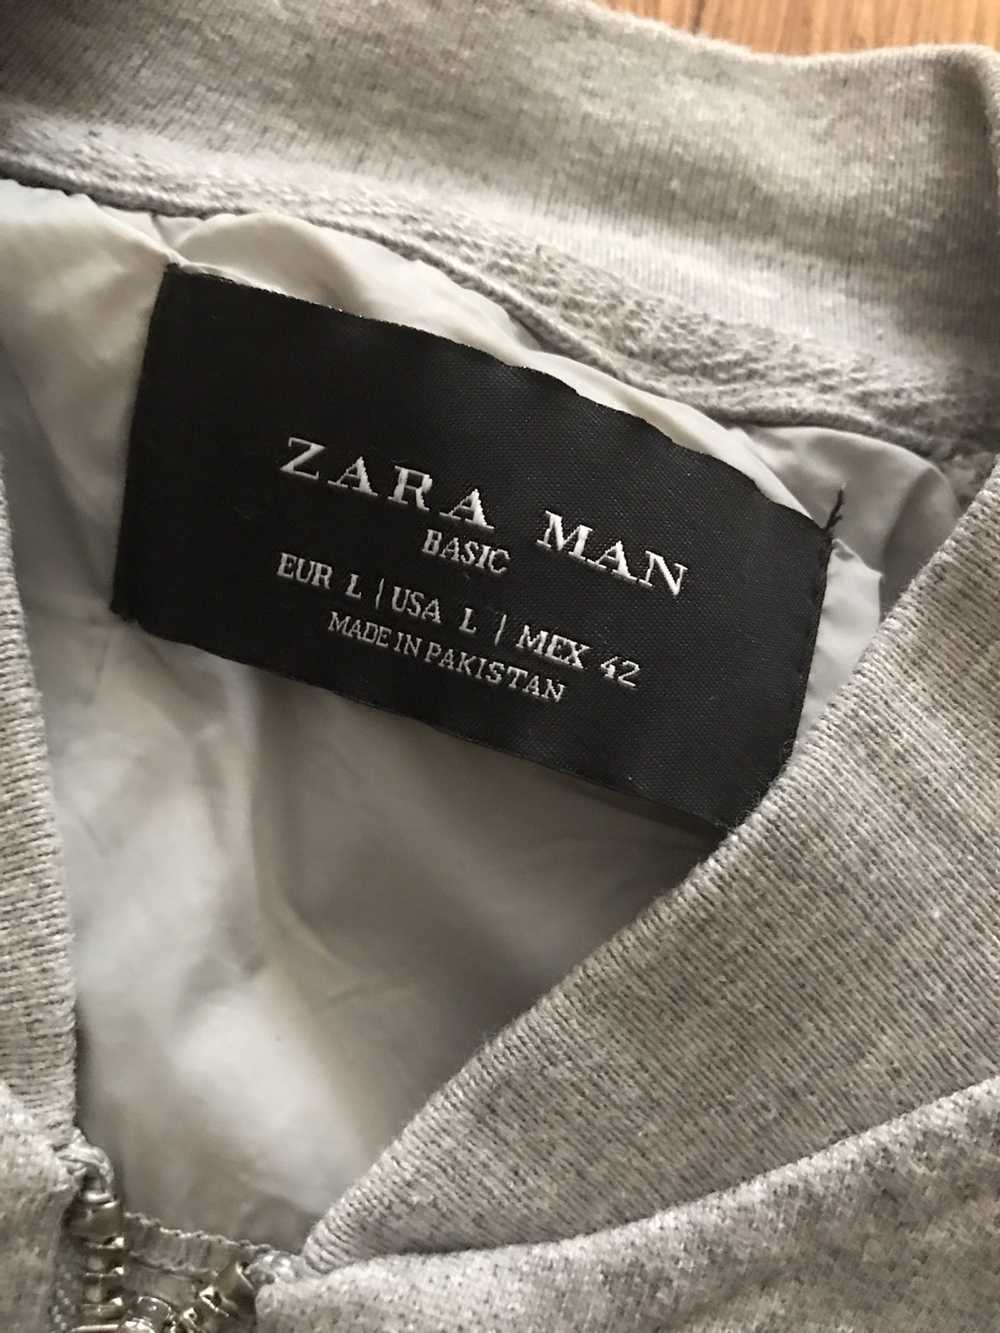 ZARA MAN
BASIC
EUR L | USA L | MEX 42
MADE IN PAKISTAN